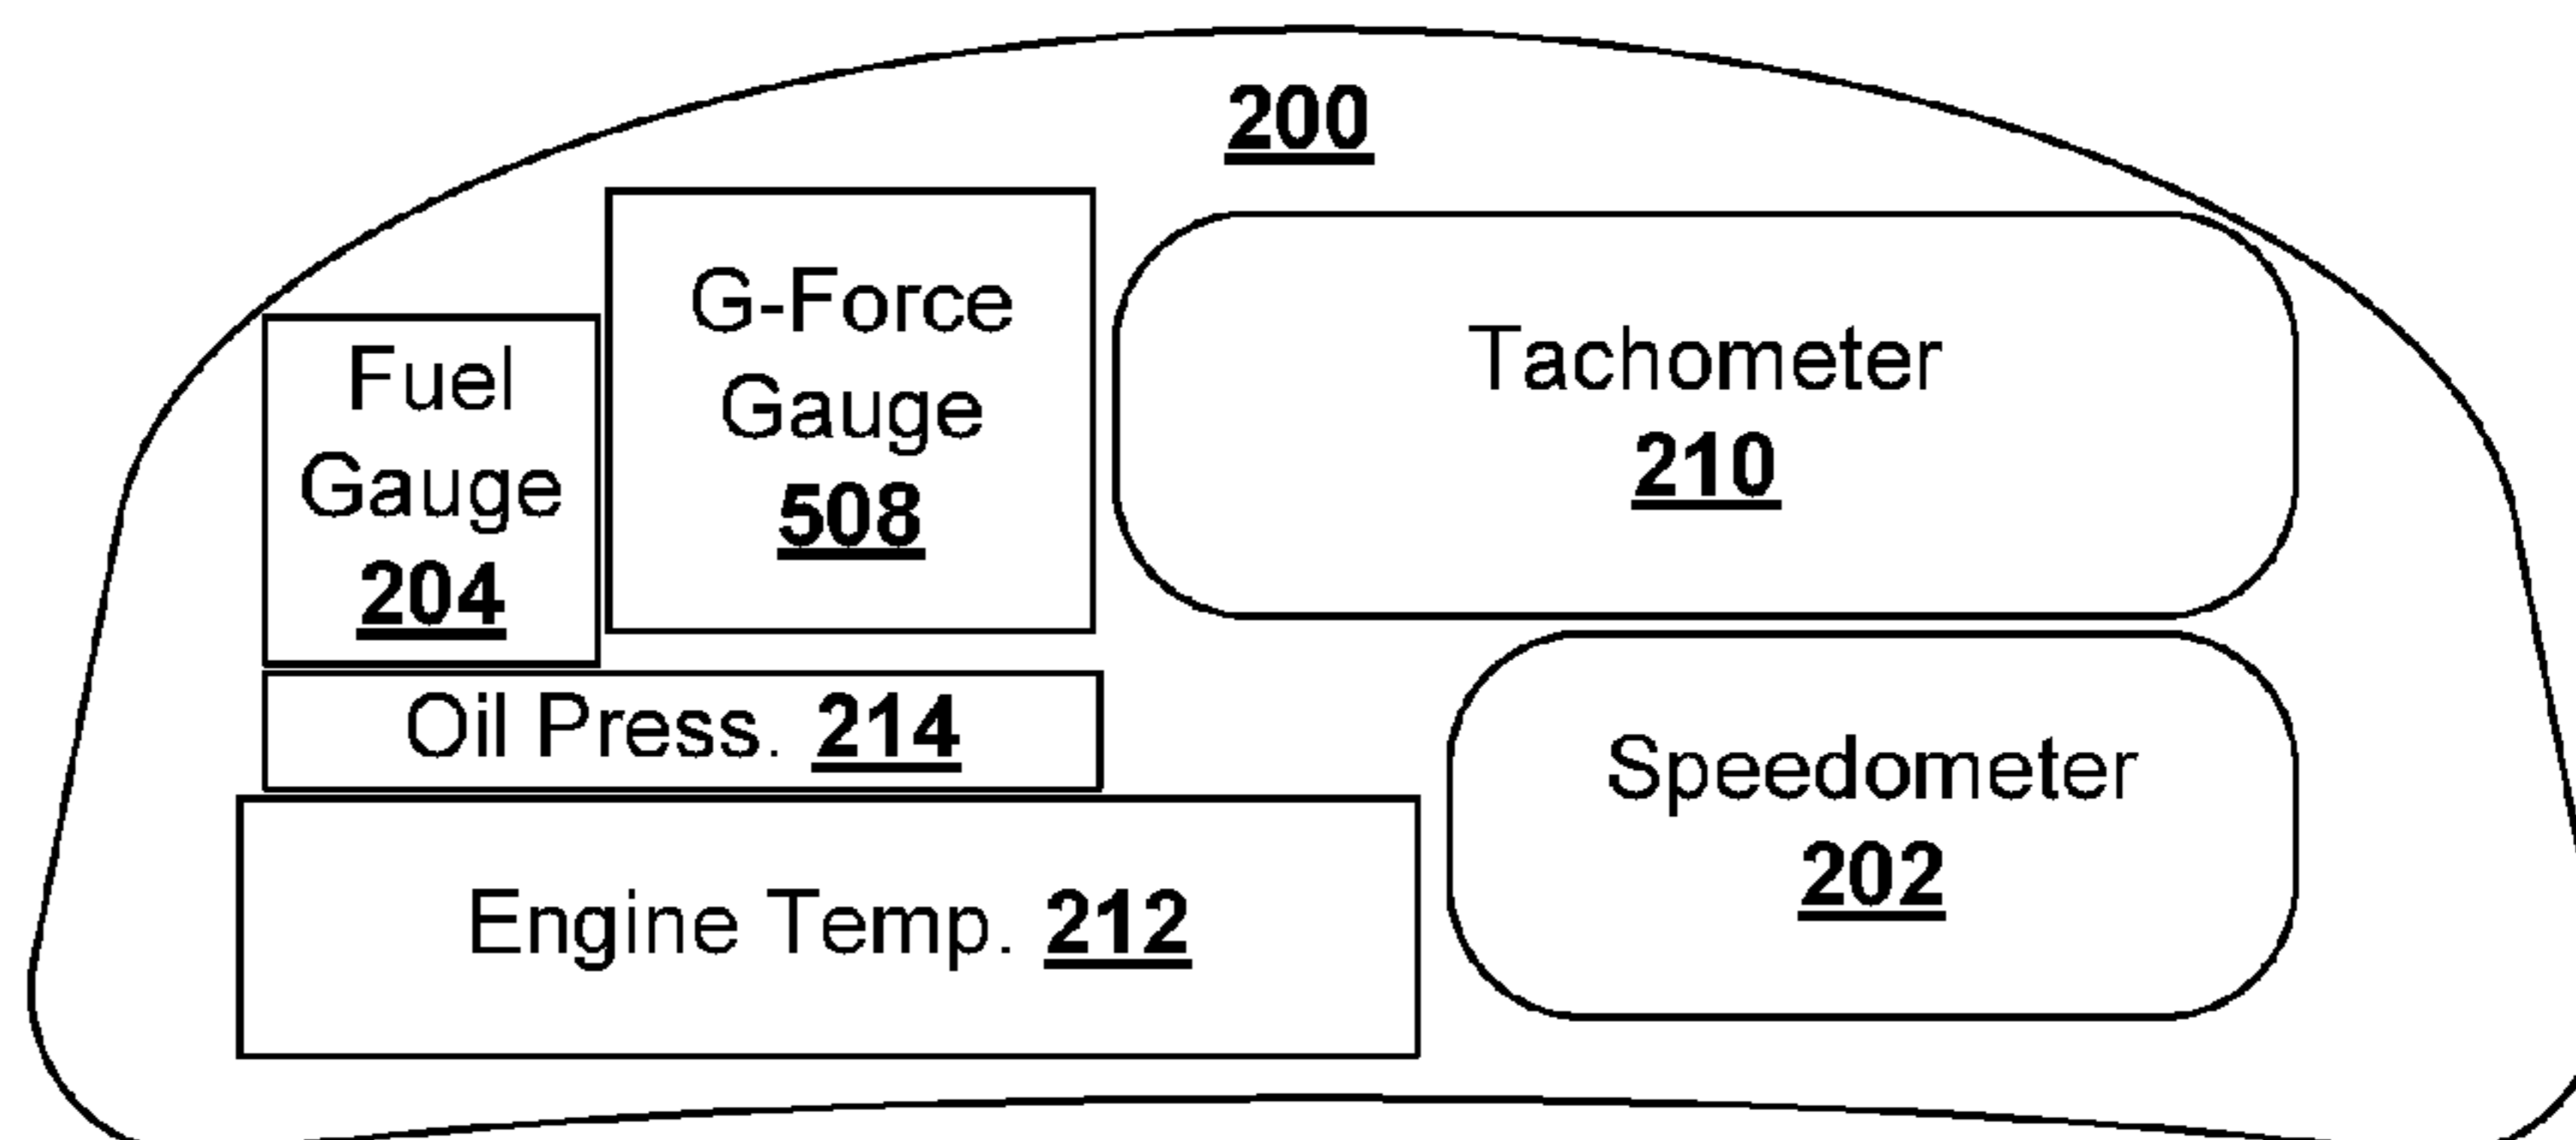 200
Fuel
Gauge
204
G-Force
Gauge
508
Tachometer
210
Oil Press. 214
Speedometer
202
Engine Temp. 212